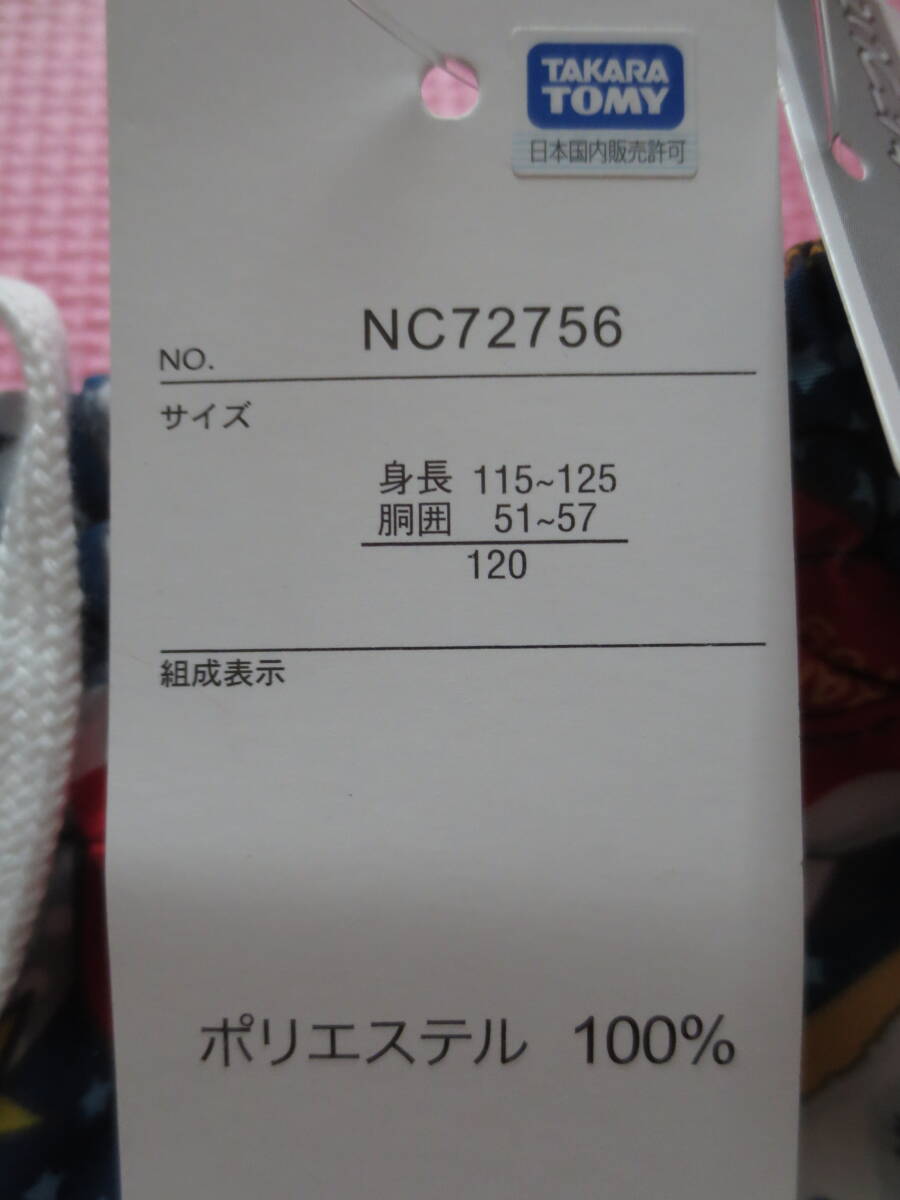 TAKARA
TOMY
日本国内販売許可
NO. NC72756
サイズ
身長 115~125
胴囲 51~57
120
組成表示
ポリエステル 100%